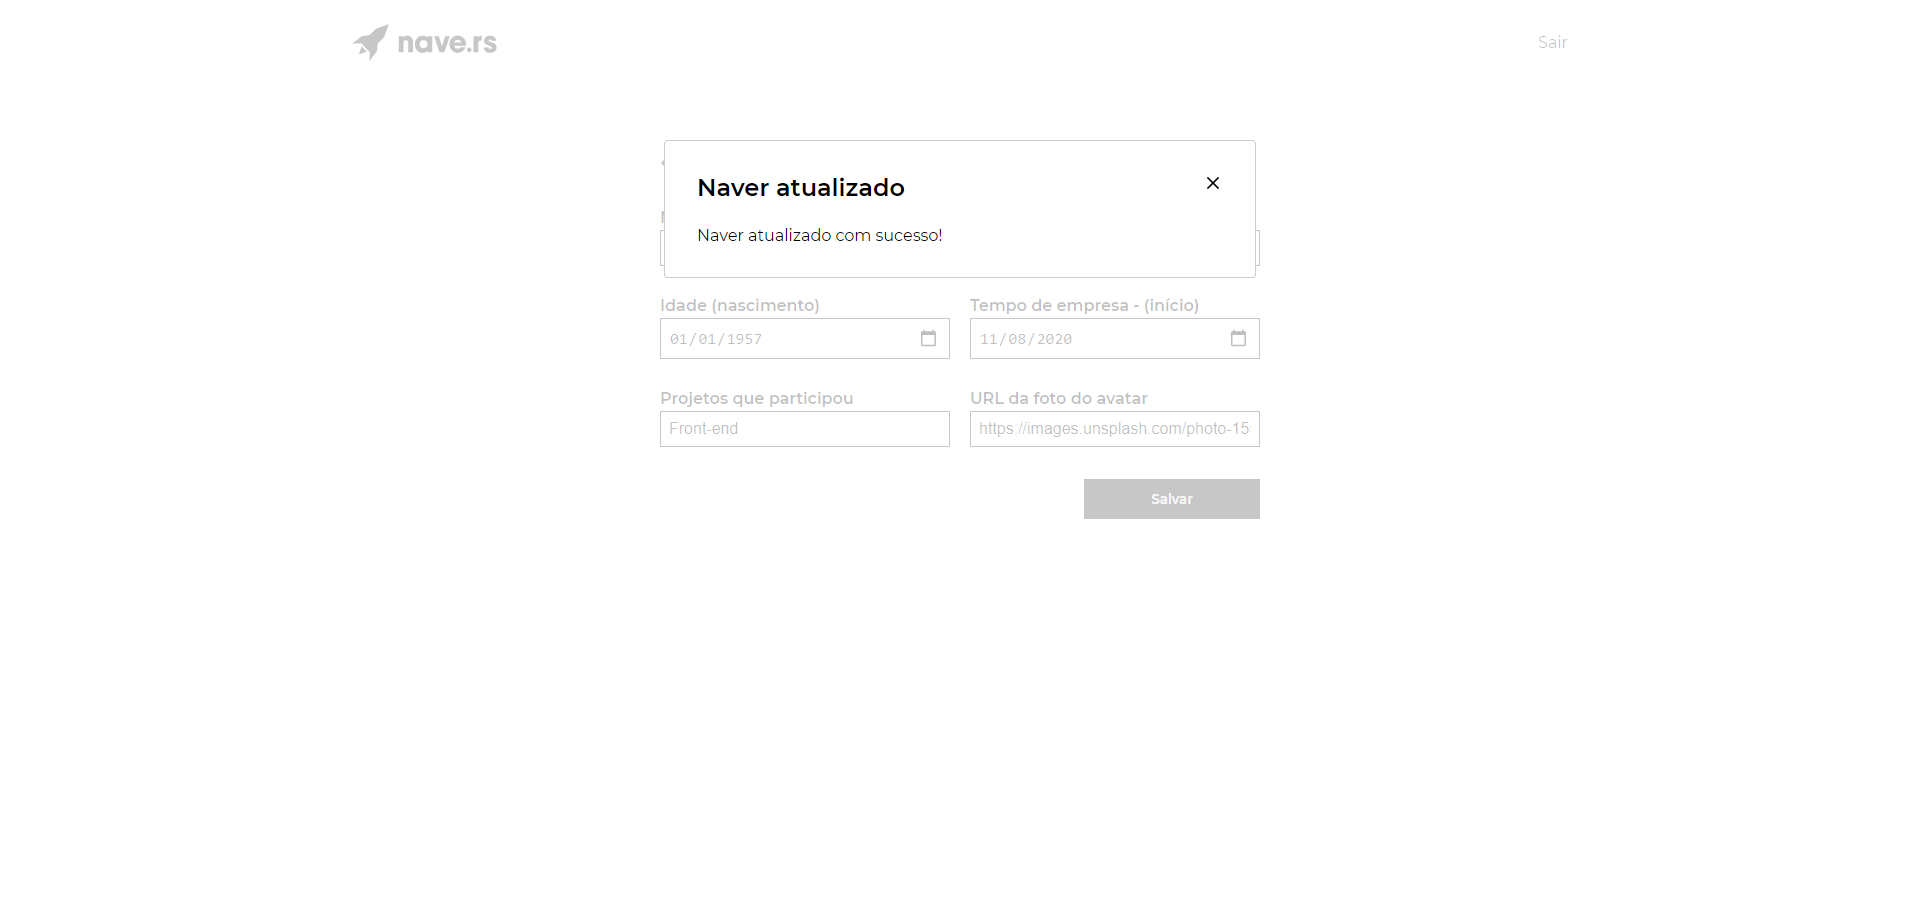 nave.rs
Sair
Naver atualizado
Naver atualizado com sucesso!
Idade (nascimento)
Tempo de empresa - (início)
01/01/1957
11/08/2020
Projetos que participou
URL da foto do avatar
Front-end
https://images.unsplash.com/photo-15
Salvar